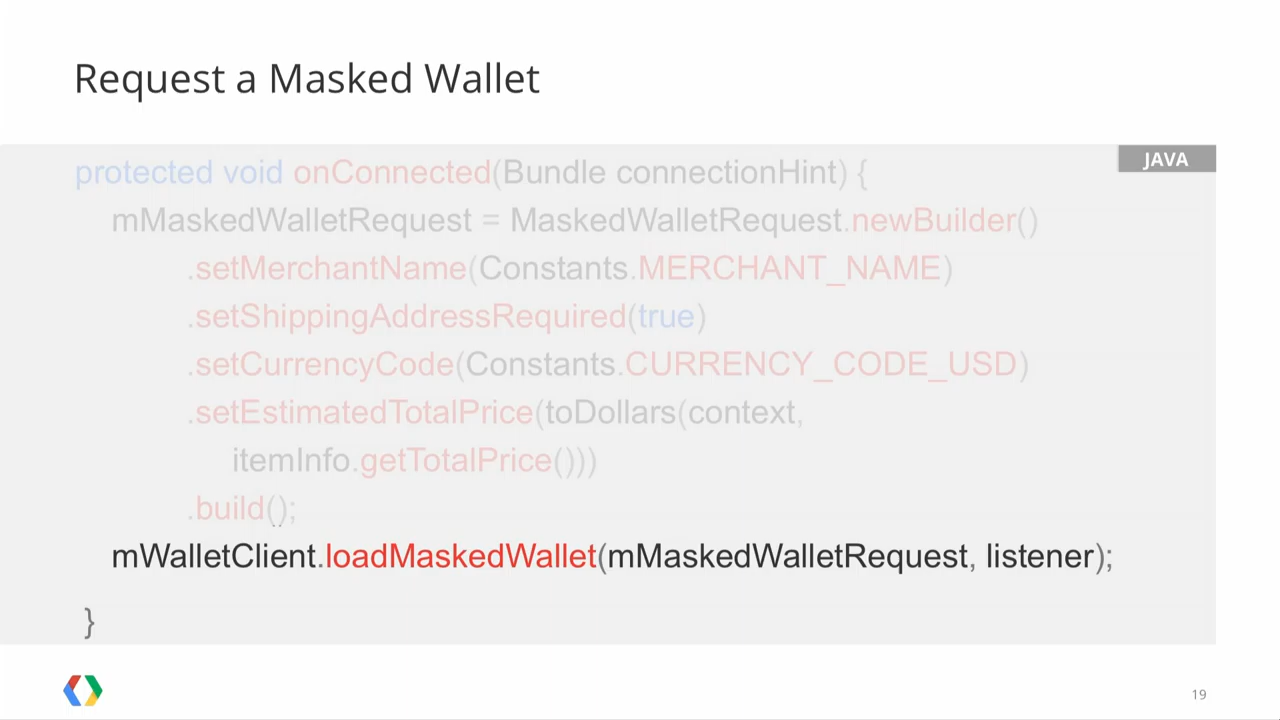 Request a Masked Wallet
JAVA
protected void onConnected(Bundle connectionHint) {
mMaskedWalletRequest = MaskedWalletRequest.newBuilder()
.setMerchantName(Constants.MERCHANT_NAME)
.setShippingAddressRequired(true)
.setCurrencyCode(Constants.CURRENCY_CODE_USD)
.setEstimatedTotalPrice(toDollars(context,
itemInfo.getTotalPrice()))
.build();
mWalletClient.loadMaskedWallet(mMaskedWalletRequest, listener);
}
19